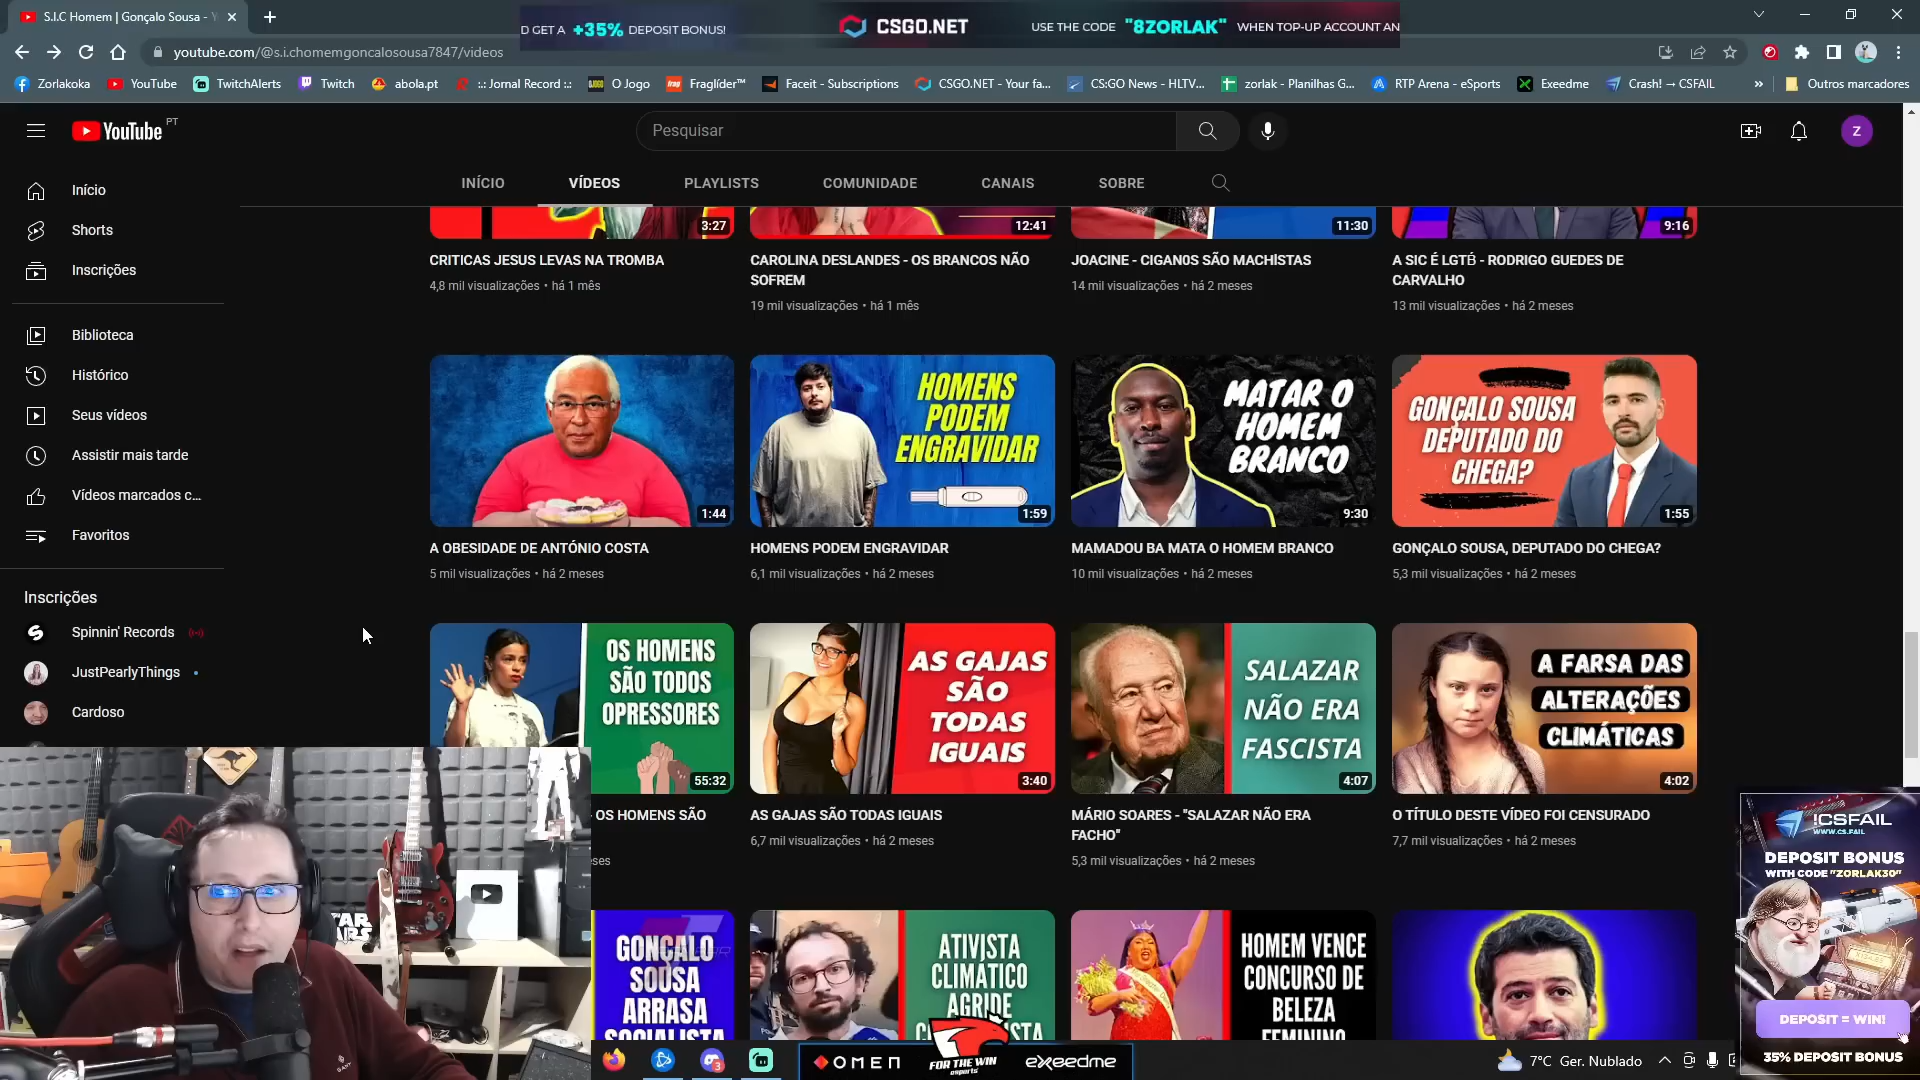 S.I.C Homem | Gonçalo Sousa - Y
D GET A +35% DEPOSIT BONUS!
CSGO.NET
USE THE CODE "8ZORLAK" WHEN TOP-UP ACCOUNT AN
youtube.com/@s.i.chomemgoncalosousa7847/videos
Zorlakoka
YouTube
TwitchAlerts
Twitch
abola.pt
::: Jornal Record :::
O Jogo
Fraglíder™
Faceit - Subscriptions
CSGO.NET - Your fa...
CS:GO News - HLTV...
zorlak - Planilhas G...
RTP Arena - eSports
Exeedme
Crash! → CSFAIL
»
Outros marcadores
YouTube PT
Pesquisar
Z
INÍCIO
VÍDEOS
PLAYLISTS
COMUNIDADE
CANAIS
SOBRE
Início
Shorts
Inscrições
Biblioteca
Histórico
Seus vídeos
Assistir mais tarde
Vídeos marcados c...
Favoritos
Inscrições
Spinnin' Records
JustPearlyThings
Cardoso
3:27
12:41
11:30
9:16
CRITICAS JESUS LEVAS NA TROMBA
4,8 mil visualizações • há 1 mês
CAROLINA DESLANDES - OS BRANCOS NÃO
SOFREM
19 mil visualizações • há 1 mês
JOACINE - CIGAN0S SÃO MACHISTAS
14 mil visualizações • há 2 meses
A SIC É LGTB - RODRIGO GUEDES DE
CARVALHO
13 mil visualizações • há 2 meses
1:44
HOMENS
PODEM
ENGRAVIDAR
1:59
MATAR O
HOMEM
BRANCO
9:30
GONÇALO SOUSA
DEPUTADO DO
CHEGA?
1:55
A OBESIDADE DE ANTÓNIO COSTA
5 mil visualizações • há 2 meses
HOMENS PODEM ENGRAVIDAR
6,1 mil visualizações • há 2 meses
MAMADOU BA MATA O HOMEM BRANCO
10 mil visualizações • há 2 meses
GONÇALO SOUSA, DEPUTADO DO CHEGA?
5,3 mil visualizações • há 2 meses
OS HOMENS
SÃO TODOS
OPRESSORES
55:32
AS GAJAS
SÃO
TODAS
IGUAIS
3:40
SALAZAR
NÃO ERA
FASCISTA
4:07
A FARSA DAS
ALTERAÇÕES
CLIMÁTICAS
4:02
- OS HOMENS SÃO
ses
AS GAJAS SÃO TODAS IGUAIS
6,7 mil visualizações • há 2 meses
MÁRIO SOARES - "SALAZAR NÃO ERA
FACHO"
5,3 mil visualizações • há 2 meses
O TÍTULO DESTE VÍDEO FOI CENSURADO
7,7 mil visualizações • há 2 meses
GONÇALO
SOUSA
ARRASA
SOCIALISTA
ATIVISTA
CLIMÁTICO
AGRIDE
HOMEM VENCE
CONCURSO DE
BELEZA
FEMININO
STAR
WARS
!CSFAIL
WWW.CS.FAIL
DEPOSIT BONUS
WITH CODE "ZORLAK30"
DEPOSIT = WIN!
35% DEPOSIT BONUS
3
OMEN
FOR THE WIN
esports
exeedme
7°C Ger. Nublado